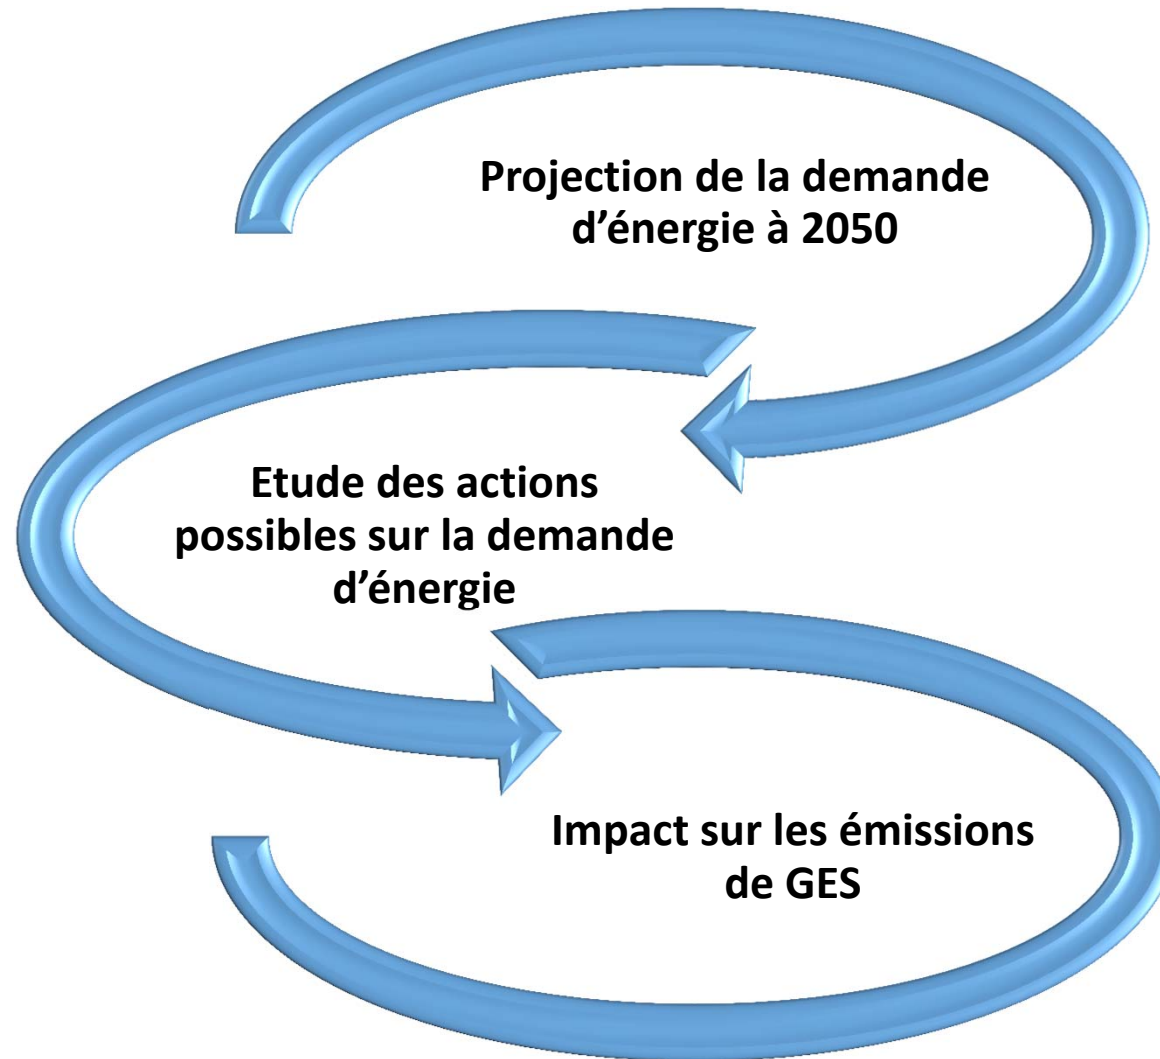 Projection de la demande
d’énergie à 2050
Etude des actions
possibles sur la demande
d’énergie
Impact sur les émissions
de GES